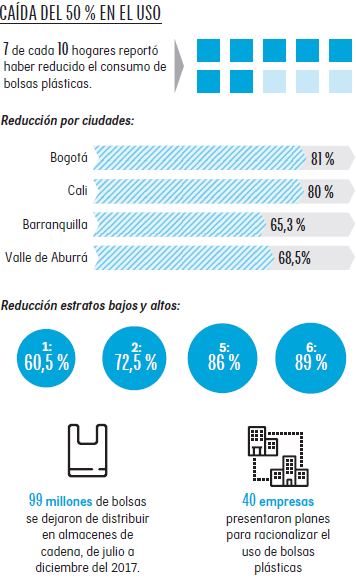 CAÍDA DEL 50 % EN EL USO
7 de cada 10 hogares reportó
haber reducido el consumo de
bolsas plásticas.
Reducción por ciudades:
Bogotá 81 %
Cali 80 %
Barranquilla 65,3 %
Valle de Aburrá 68,5%
Reducción estratos bajos y altos:
1:
60,5 %
2:
72,5 %
5:
86 %
6:
89 %
99 millones de bolsas
se dejaron de distribuir
en almacenes de
cadena, de julio a
diciembre del 2017.
40 empresas
presentaron planes
para racionalizar el
uso de bolsas
plásticas